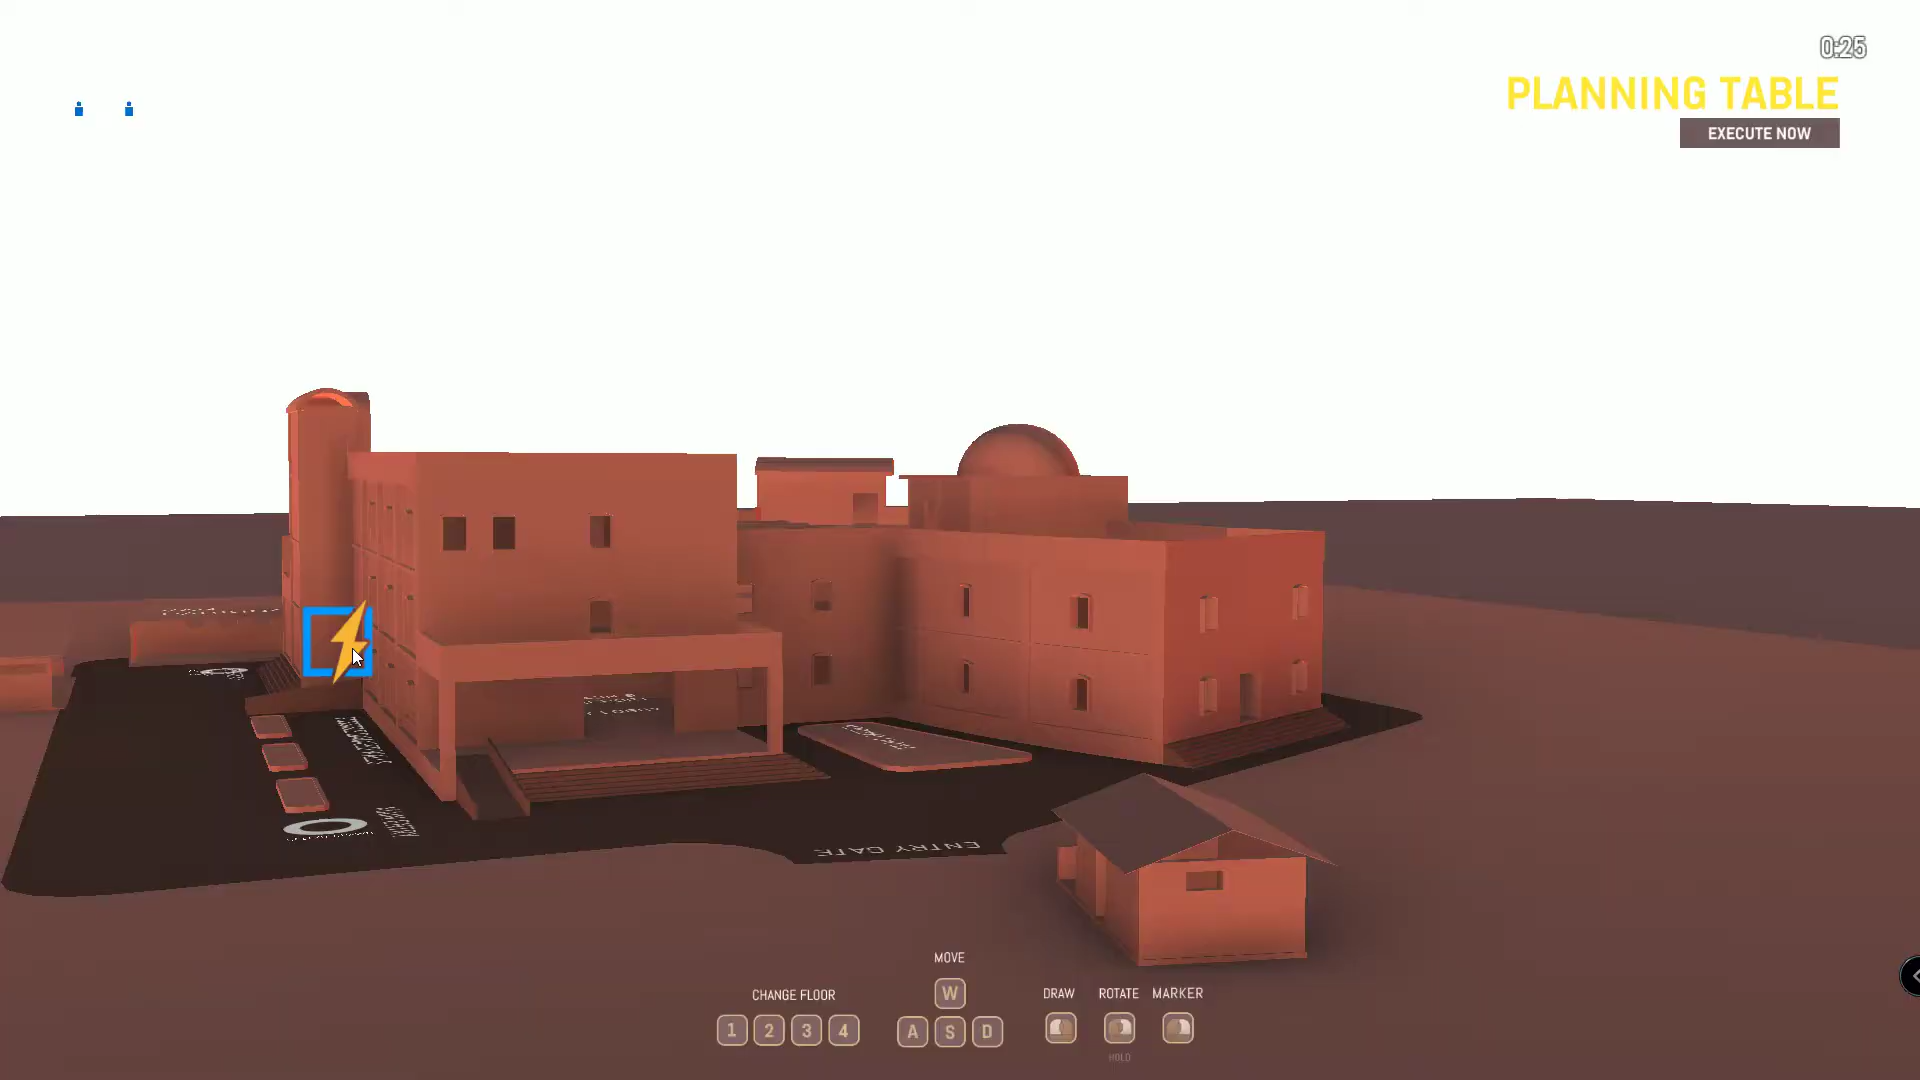 0:25
PLANNING TABLE
EXECUTE NOW
ENTRY GATE
MOVE
W
CHANGE FLOOR
1 2 3 4
A S D
DRAW ROTATE MARKER
HOLD